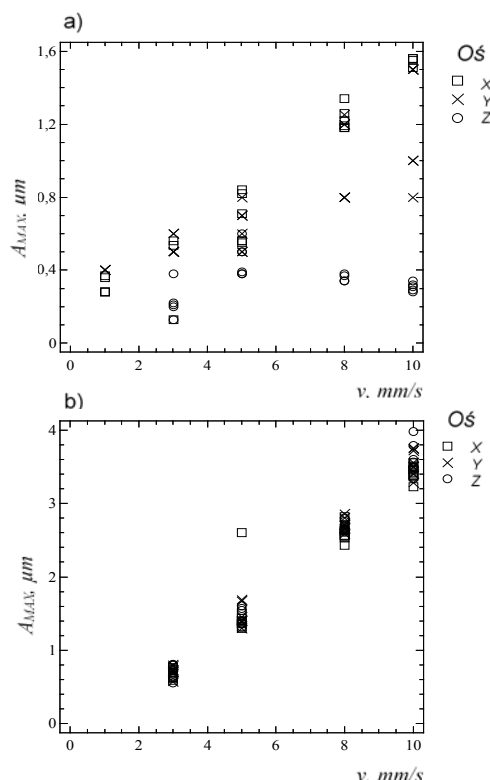 a)
Oś
X
Y
Z
1,6
1,2
0,8
0,4
0
0 2 4 6 8 10
AMAX, μm
v. mm/s
b)
Oś
X
Y
Z
4
3
2
1
0
0 2 4 6 8 10
AMAX, μm
v. mm/s